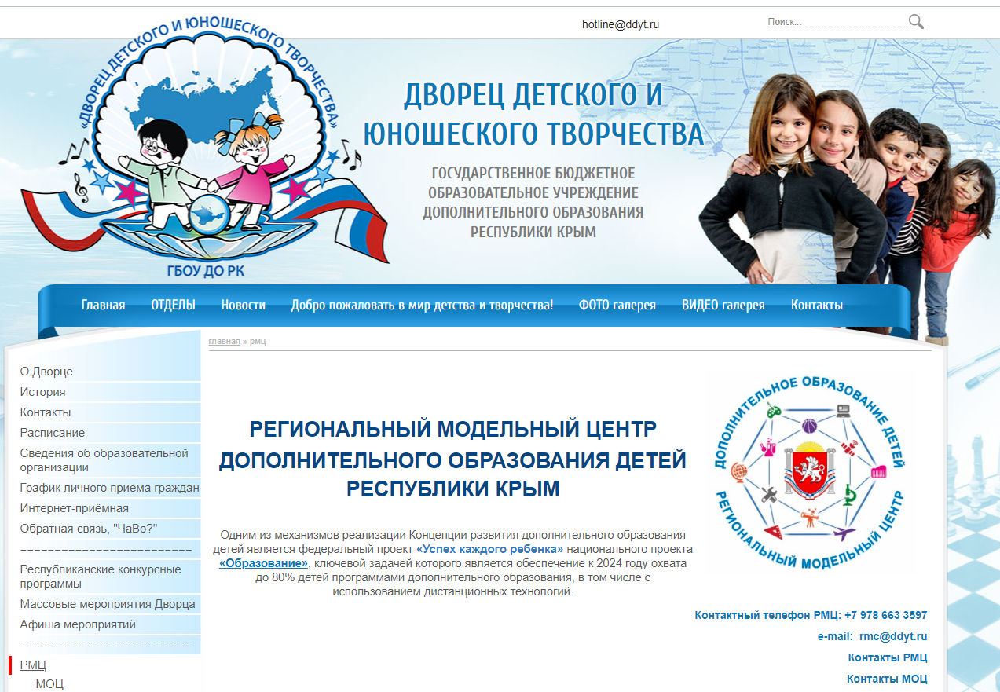 hotline@ddyt.ru
Поиск...
«ДВОРЕЦ ДЕТСКОГО И ЮНОШЕСКОГО ТВОРЧЕСТВА»
ГБОУ ДО РК
ДВОРЕЦ ДЕТСКОГО И
ЮНОШЕСКОГО ТВОРЧЕСТВА
ГОСУДАРСТВЕННОЕ БЮДЖЕТНОЕ
ОБРАЗОВАТЕЛЬНОЕ УЧРЕЖДЕНИЕ
ДОПОЛНИТЕЛЬНОГО ОБРАЗОВАНИЯ
РЕСПУБЛИКИ КРЫМ
Главная ОТДЕЛЫ Новости Добро пожаловать в мир детства и творчества! ФОТО галерея ВИДЕО галерея Контакты
главная » рмц
О Дворце
История
Контакты
Расписание
Сведения об образовательной
организации
График личного приема граждан
Интернет-приёмная
Обратная связь, "ЧаВо?"
=========================
Республиканские конкурсные
программы
Массовые мероприятия Дворца
Афиша мероприятий
=========================
РМЦ
МОЦ
РЕГИОНАЛЬНЫЙ МОДЕЛЬНЫЙ ЦЕНТР
ДОПОЛНИТЕЛЬНОГО ОБРАЗОВАНИЯ ДЕТЕЙ
РЕСПУБЛИКИ КРЫМ
Одним из механизмов реализации Концепции развития дополнительного образования
детей является федеральный проект «Успех каждого ребенка» национального проекта
«Образование», ключевой задачей которого является обеспечение к 2024 году охвата
до 80% детей программами дополнительного образования, в том числе с
использованием дистанционных технологий.
ДОПОЛНИТЕЛЬНОЕ ОБРАЗОВАНИЕ ДЕТЕЙ
РЕГИОНАЛЬНЫЙ МОДЕЛЬНЫЙ ЦЕНТР
Контактный телефон РМЦ: +7 978 663 3597
e-mail: rmc@ddyt.ru
Контакты РМЦ
Контакты МОЦ